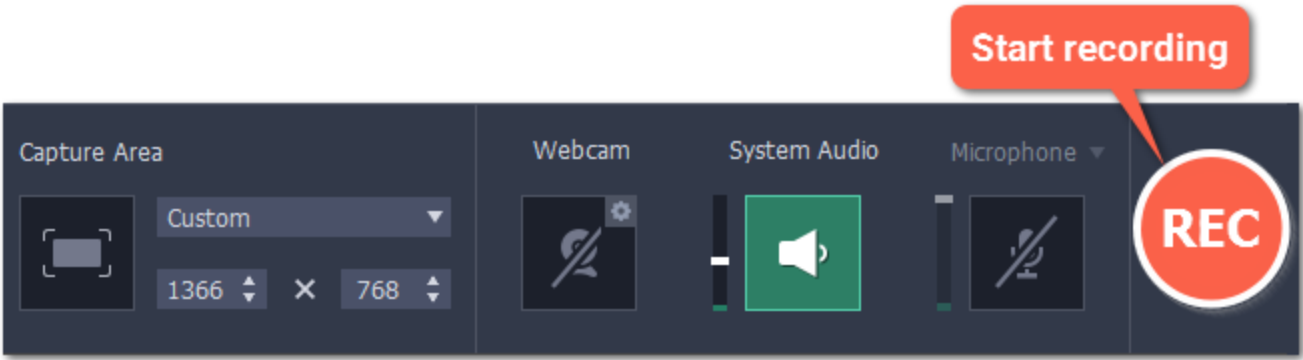 Start recording
Capture Area
Webcam
System Audio
Microphone
Custom
REC
1366 × 768